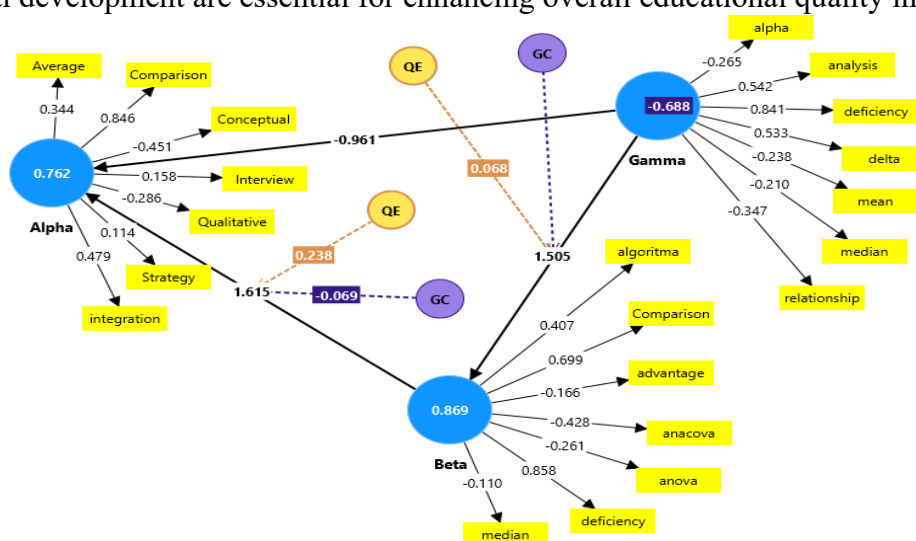 d development are essential for enhancing overall educational quality in
alpha
-0.265
analysis
0.542
deficiency
0.841
delta
0.533
mean
-0.238
median
-0.210
relationship
-0.347
-0.688
Gamma
QE
GC
0.068
1.505
-0.961
Average
0.344
Comparison
0.846
Conceptual
-0.451
Interview
0.158
Qualitative
-0.286
Strategy
0.114
integration
0.479
0.762
Alpha
QE
0.238
GC
-0.069
1.615
algoritma
0.407
Comparison
0.699
advantage
-0.166
anacova
-0.428
anova
-0.261
deficiency
0.858
median
-0.110
0.869
Beta